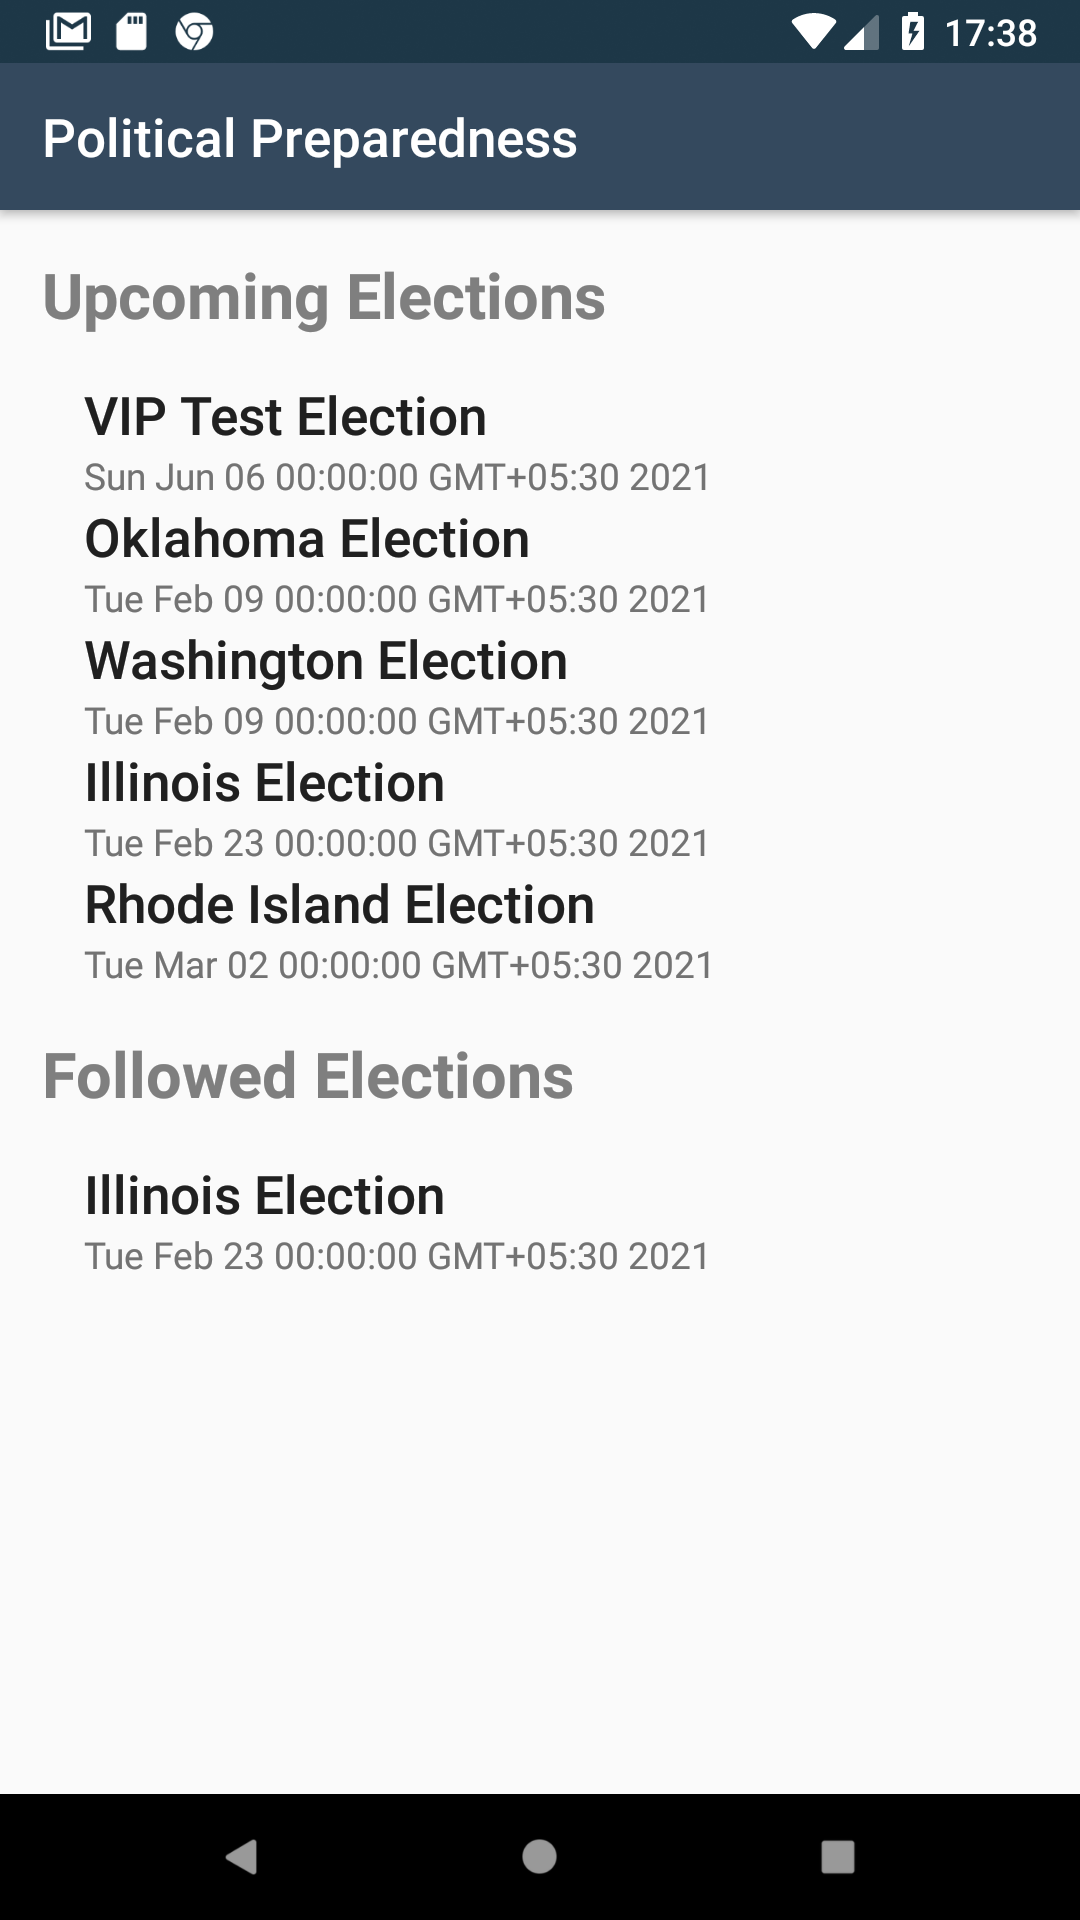 17:38
Political Preparedness
Upcoming Elections
VIP Test Election
Sun Jun 06 00:00:00 GMT+05:30 2021
Oklahoma Election
Tue Feb 09 00:00:00 GMT+05:30 2021
Washington Election
Tue Feb 09 00:00:00 GMT+05:30 2021
Illinois Election
Tue Feb 23 00:00:00 GMT+05:30 2021
Rhode Island Election
Tue Mar 02 00:00:00 GMT+05:30 2021
Followed Elections
Illinois Election
Tue Feb 23 00:00:00 GMT+05:30 2021